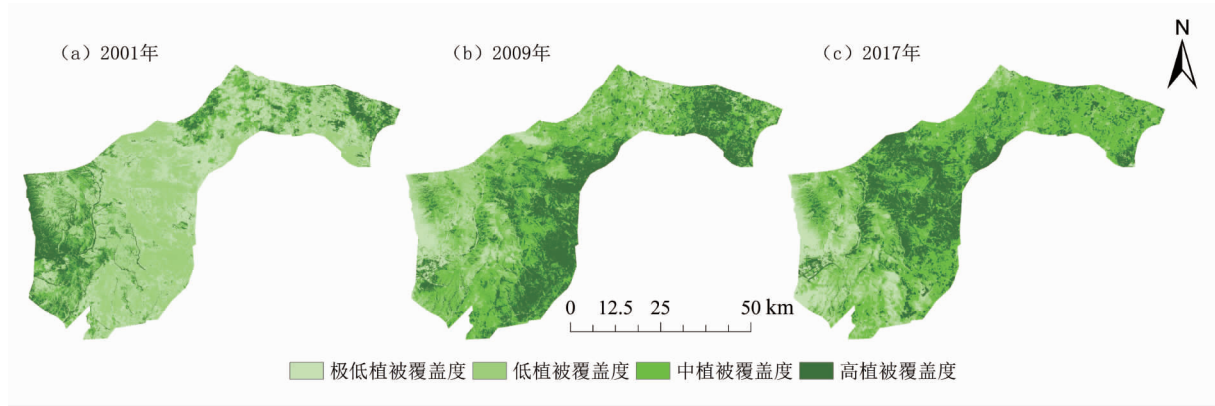 N
（a）2001年
（b）2009年
（c）2017年
0 12.5 25 50 km
极低植被覆盖度 低植被覆盖度 中植被覆盖度 高植被覆盖度